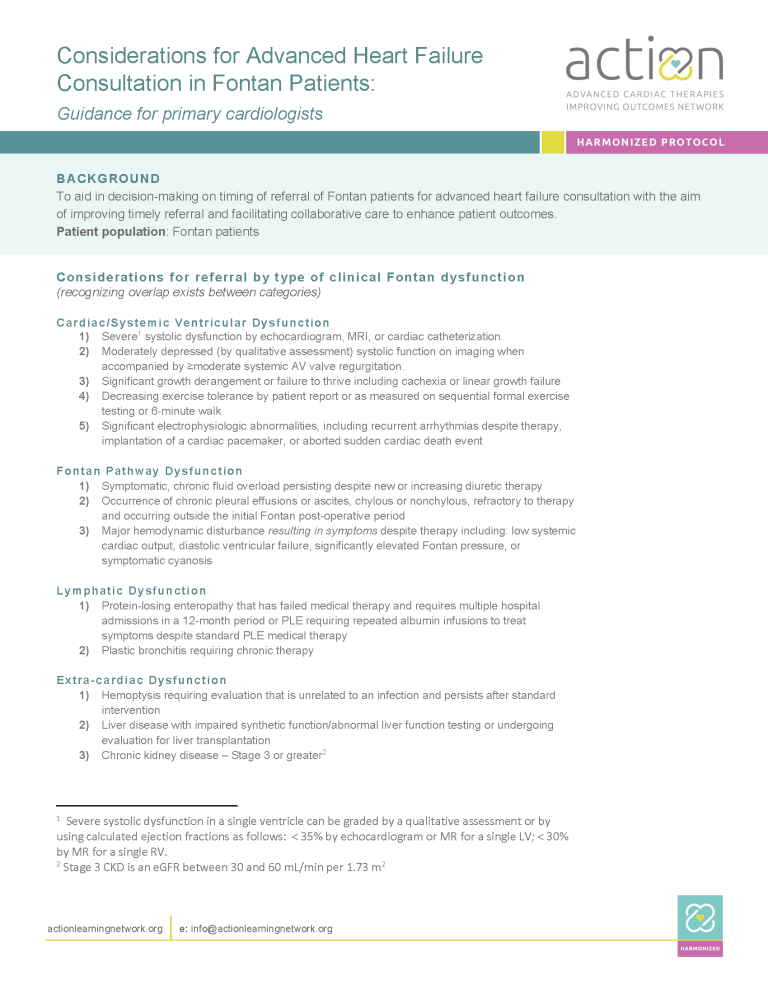 Considerations for Advanced Heart Failure
Consultation in Fontan Patients:
Guidance for primary cardiologists
action
ADVANCED CARDIAC THERAPIES
IMPROVING OUTCOMES NETWORK
HARMONIZED PROTOCOL
BACKGROUND
To aid in decision-making on timing of referral of Fontan patients for advanced heart failure consultation with the aim
of improving timely referral and facilitating collaborative care to enhance patient outcomes.
Patient population: Fontan patients
Considerations for referral by type of clinical Fontan dysfunction
(recognizing overlap exists between categories)
Cardiac/Systemic Ventricular Dysfunction
1) Severe1 systolic dysfunction by echocardiogram, MRI, or cardiac catheterization.
2) Moderately depressed (by qualitative assessment) systolic function on imaging when
accompanied by ≥moderate systemic AV valve regurgitation.
3) Significant growth derangement or failure to thrive including cachexia or linear growth failure
4) Decreasing exercise tolerance by patient report or as measured on sequential formal exercise
testing or 6-minute walk
5) Significant electrophysiologic abnormalities, including recurrent arrhythmias despite therapy,
implantation of a cardiac pacemaker, or aborted sudden cardiac death event
Fontan Pathway Dysfunction
1) Symptomatic, chronic fluid overload persisting despite new or increasing diuretic therapy
2) Occurrence of chronic pleural effusions or ascites, chylous or nonchylous, refractory to therapy
and occurring outside the initial Fontan post-operative period
3) Major hemodynamic disturbance resulting in symptoms despite therapy including: low systemic
cardiac output, diastolic ventricular failure, significantly elevated Fontan pressure, or
symptomatic cyanosis
Lymphatic Dysfunction
1) Protein-losing enteropathy that has failed medical therapy and requires multiple hospital
admissions in a 12-month period or PLE requiring repeated albumin infusions to treat
symptoms despite standard PLE medical therapy
2) Plastic bronchitis requiring chronic therapy
Extra-cardiac Dysfunction
1) Hemoptysis requiring evaluation that is unrelated to an infection and persists after standard
intervention
2) Liver disease with impaired synthetic function/abnormal liver function testing or undergoing
evaluation for liver transplantation
3) Chronic kidney disease – Stage 3 or greater2
1 Severe systolic dysfunction in a single ventricle can be graded by a qualitative assessment or by
using calculated ejection fractions as follows: < 35% by echocardiogram or MR for a single LV; < 30%
by MR for a single RV.
2 Stage 3 CKD is an eGFR between 30 and 60 mL/min per 1.73 m2
actionlearningnetwork.org
e: info@actionlearningnetwork.org
HARMONIZED